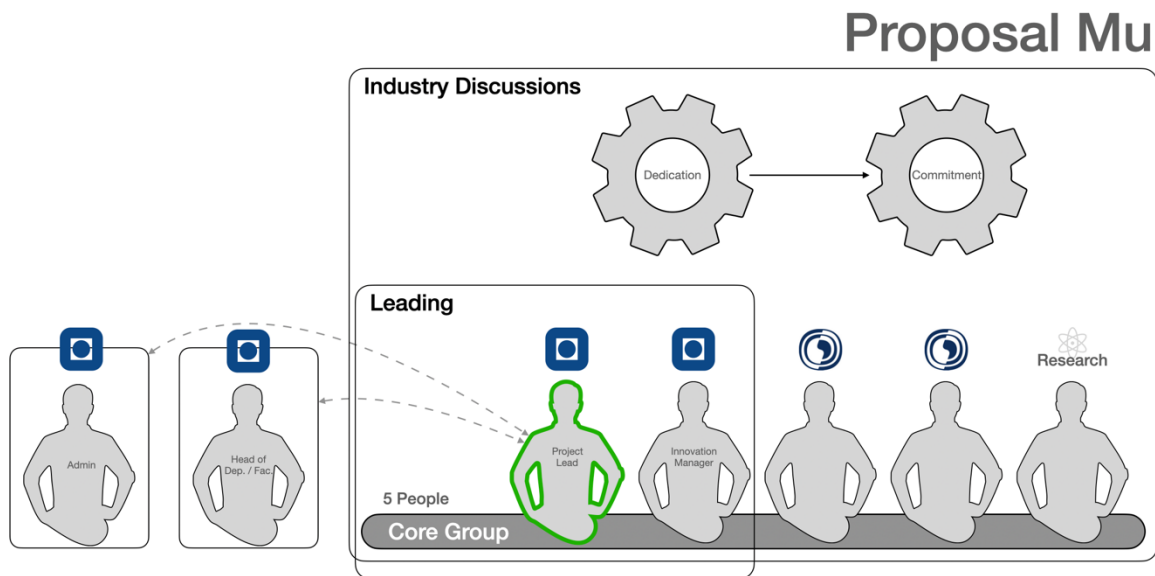 Proposal Mu
Industry Discussions
Dedication
Commitment
Leading
Research
Admin
Head of
Dep. / Fac.
Project
Lead
Innovation
Manager
5 People
Core Group